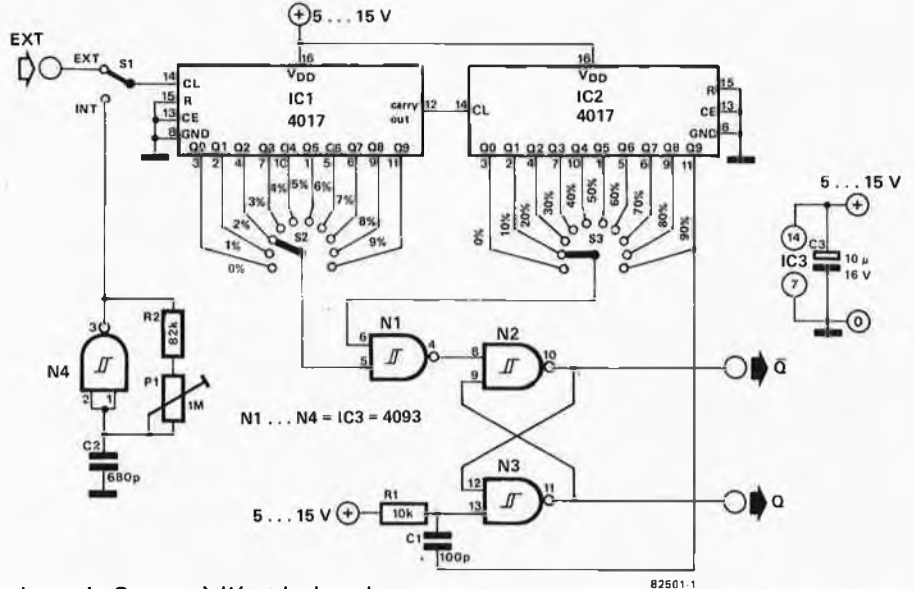 5...15 V
EXT
EXT
S1
INT
16
VDD
IC1
4017
14
CL
15
R
13
CE
8
GND
carry
out
12
Q0 Q1 Q2 Q3 Q4 Q5 Q6 Q7 Q8 Q9
3 2 4 7 10 1 5 6 9 11
0%
1%
2%
3%
4%
5%
6%
7%
8%
9%
S2
16
VDD
IC2
4017
14
CL
R
15
CE
13
GND
8
Q0 Q1 Q2 Q3 Q4 Q5 Q6 Q7 Q8 Q9
3 2 4 7 10 1 5 6 9 11
0%
10%
20%
30%
40%
50%
60%
70%
80%
90%
S3
5...15 V
14
IC3
7
C3
10 µ
16 V
0
3
N4
2 1
R2
82k
P1
1M
C2
680p
N1
6
5
4
N2
8
9
10
Q̄
N1...N4 = IC3 = 4093
N3
12
13
11
Q
5...15 V
R1
10k
C1
100p
82501-1